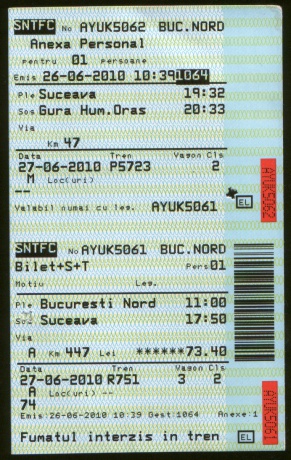 SNTFC No AYUK5062 BUC.NORD
Anexa Personal
pentru 01 persoane
Emis 26-06-2010 10:39 1064
Ple Suceava 19:32
Sos Gura Hum.Oras 20:33
Via
Km 47
Data Tren Vagon Cls
27-06-2010 P5723 2
M Loc(uri)
--
Valabil numai cu leg. AYUK5061
EL
AYUK5062
SNTFC No AYUK5061 BUC.NORD
Bilet+S+T Pers 01
Motiv Leg.
Ple Bucuresti Nord 11:00
Sos Suceava 17:50
Via
A Km 447 Lei ******73.40
Data Tren Vagon Cls
27-06-2010 R751 3 2
A Loc(uri) --
74
Emis:26-06-2010 10:39 Gest:1064 Anexe:1
Fumatul interzis in tren EL
AYUK5061